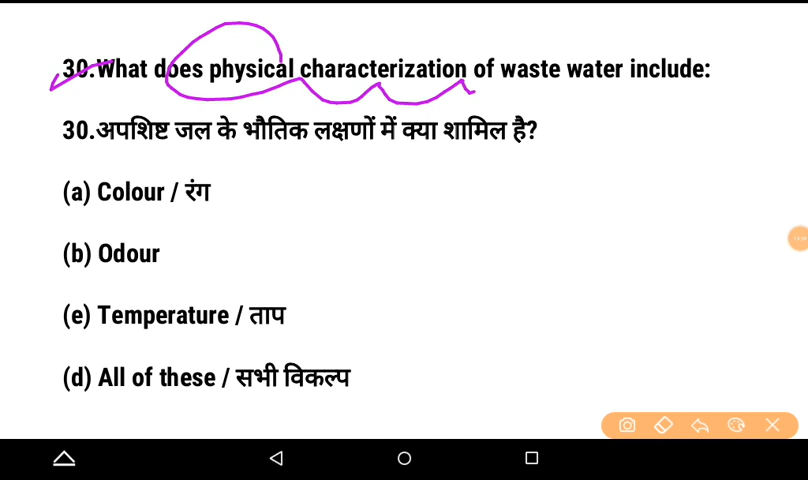 30.What does physical characterization of waste water include:
30.अपशिष्ट जल के भौतिक लक्षणों में क्या शामिल है?
(a) Colour / रंग
(b) Odour
(e) Temperature / ताप
(d) All of these / सभी विकल्प